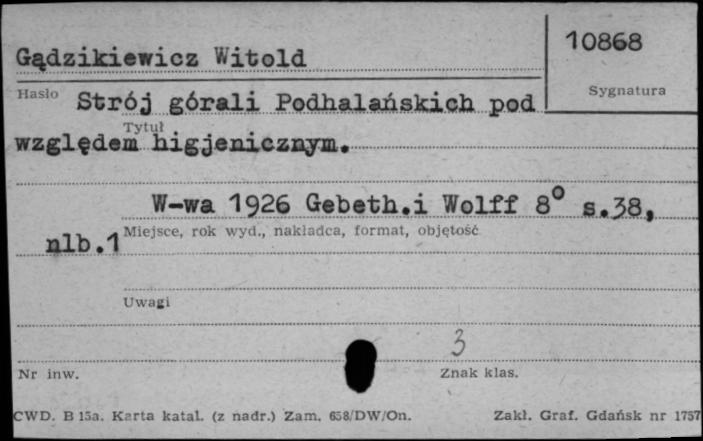 10868
Gądzikiewicz Witold
Sygnatura
Hasło
Strój górali Podhalańskich pod
Tytuł
względem higjenicznym.
W-wa 1926 Gebeth.i Wolff 8° s.38,
nlb.1
Miejsce, rok wyd., nakładca, format, objętość
Uwagi
3
Nr inw.
Znak klas.
CWD. B 15a. Karta katal. (z nadr.) Zam. 658/DW/On.
Zakł. Graf. Gdańsk nr 1757